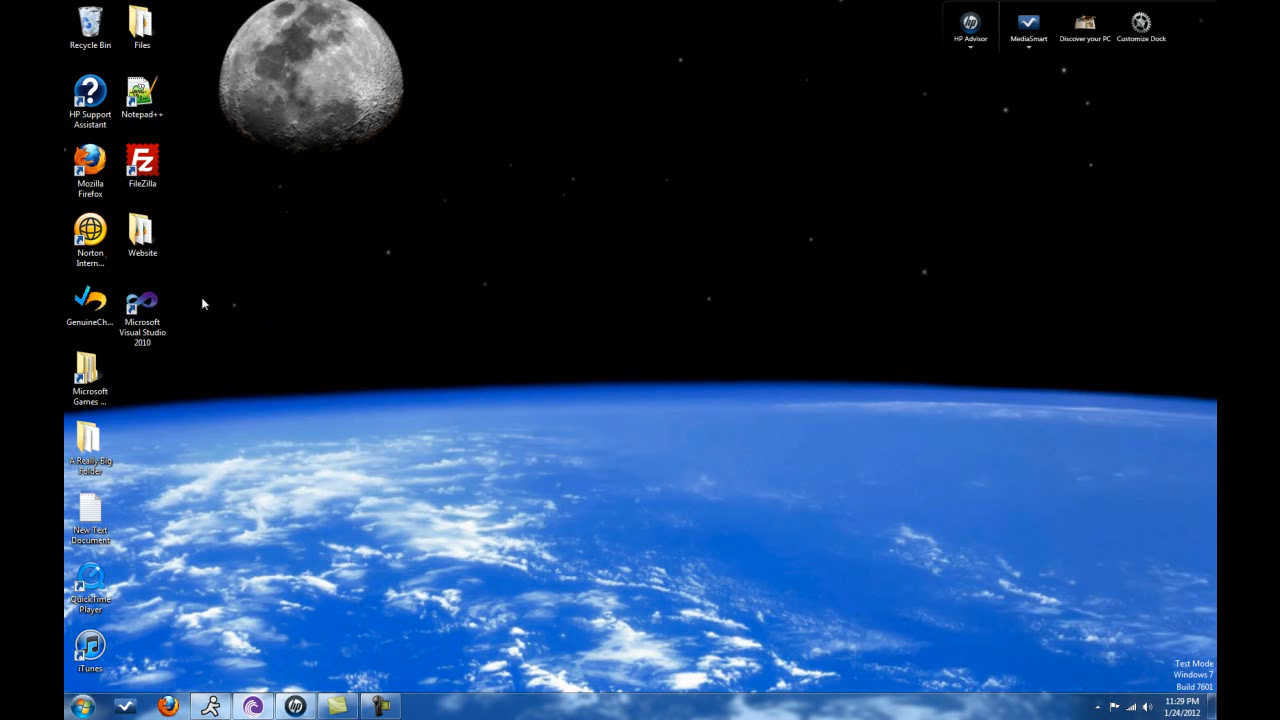 Recycle Bin
Files
HP Support
Assistant
Notepad++
Mozilla
Firefox
FileZilla
Norton
Intern...
Website
GenuineCh...
Microsoft
Visual Studio
2010
Microsoft
Games ...
A Really Big
Folder
New Text
Document
QuickTime
Player
iTunes
HP Advisor
MediaSmart
Discover your PC
Customize Dock
Test Mode
Windows 7
Build 7601
11:29 PM
1/24/2012